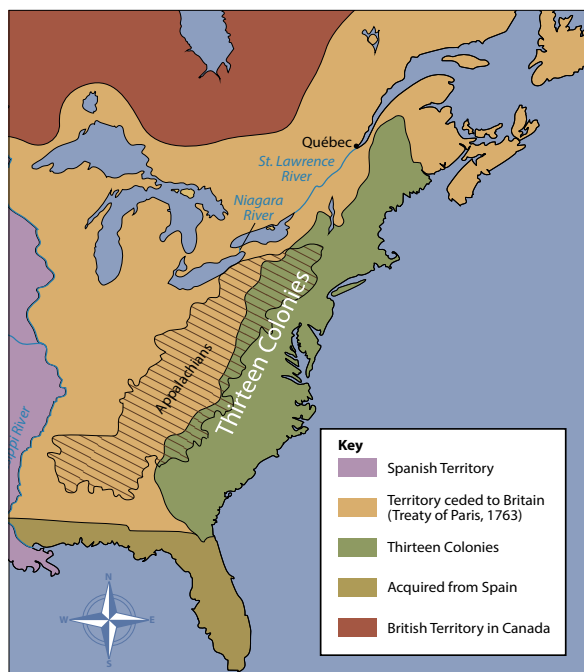 Québec
St. Lawrence
River
Niagara
River
Appalachians
Thirteen Colonies
River
Key
Spanish Territory
Territory ceded to Britain
(Treaty of Paris, 1763)
Thirteen Colonies
Acquired from Spain
British Territory in Canada
N
W
E
S